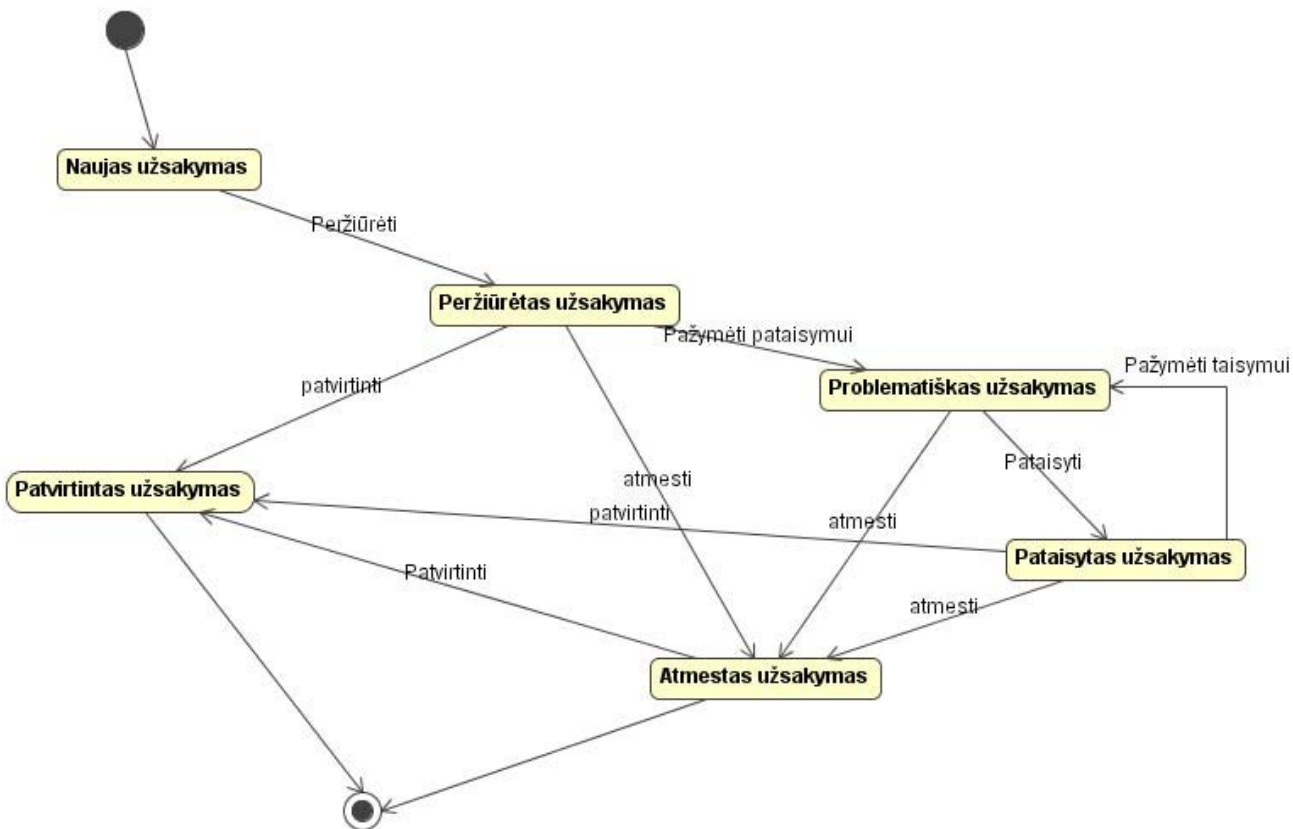 Naujas užsakymas
Peržiūrėti
Peržiūrėtas užsakymas
Pažymėti pataisymui
Pažymėti taisymui
Problematiškas užsakymas
patvirtinti
Pataisyti
atmesti
Patvirtintas užsakymas
patvirtinti
atmesti
Pataisytas užsakymas
Patvirtinti
atmesti
Atmestas užsakymas